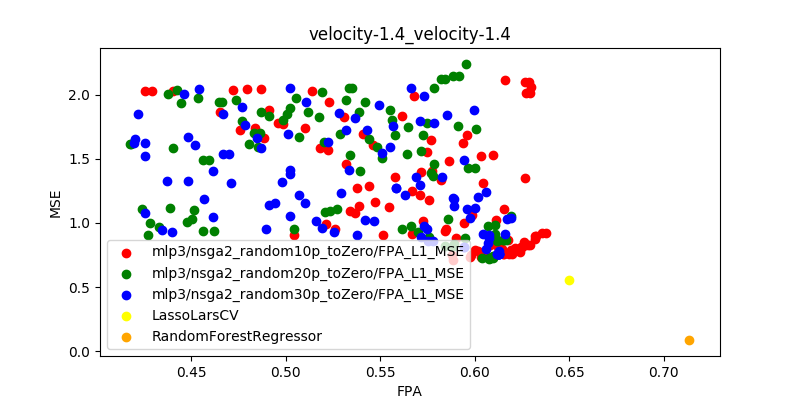 velocity-1.4_velocity-1.4
MSE
2.0
1.5
1.0
0.5
0.0
mlp3/nsga2_random10p_toZero/FPA_L1_MSE
mlp3/nsga2_random20p_toZero/FPA_L1_MSE
mlp3/nsga2_random30p_toZero/FPA_L1_MSE
LassoLarsCV
RandomForestRegressor
0.45 0.50 0.55 0.60 0.65 0.70
FPA